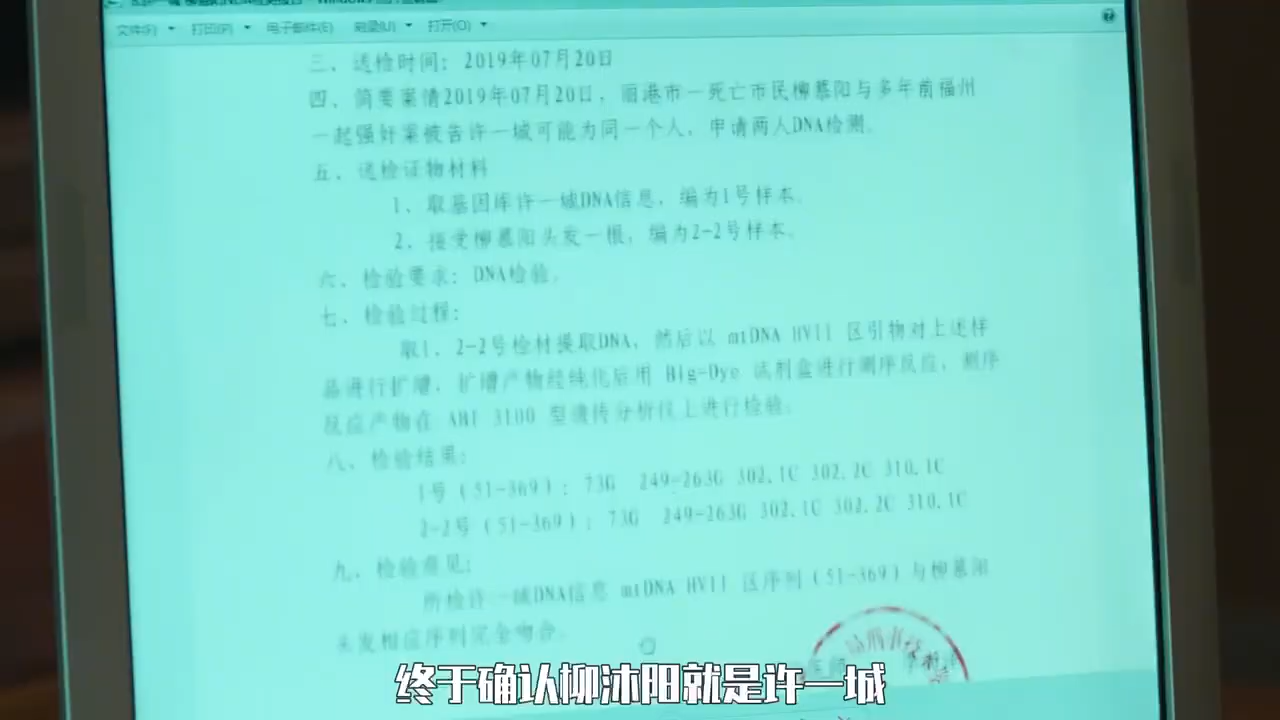 文件(F) 打印(P) 电子邮件(E) 刻录(U) 打开(O)
三、送检时间：2019年07月20日
四、简要案情2019年07月20日，丽港市一死亡市民柳慕阳与多年前福州
一起强奸案被告许一城可能为同一个人，申请两人DNA检测。
五、送检证物材料
1、取基因库许一城DNA信息，编为1号样本。
2、接受柳慕阳头发一根，编为2-2号样本。
六、检验要求：DNA检验。
七、检验过程：
取1、2-2号检材提取DNA，然后以 mtDNA HVII 区引物对上述样
品进行扩增，扩增产物经纯化后用 Big-Dye 试剂盒进行测序反应，测序
反应产物在 ABI 3100 型遗传分析仪上进行检验。
八、检验结果：
1号（51-369）：73G 249-263G 302.1C 302.2C 310.1C
2-2号（51-369）：73G 249-263G 302.1C 302.2C 310.1C
九、检验意见：
所检许一城DNA信息 mtDNA HVII 区序列（51-369）与柳慕阳
头发相应序列完全吻合。
终于确认柳沐阳就是许一城